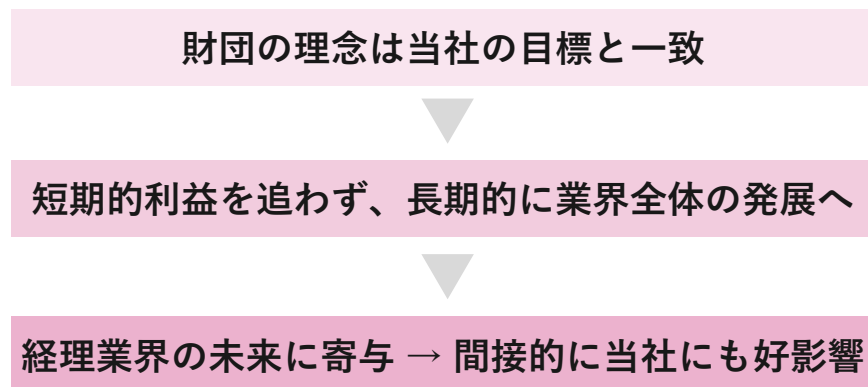 財団の理念は当社の目標と一致
短期的利益を追わず、長期的に業界全体の発展へ
経理業界の未来に寄与 → 間接的に当社にも好影響